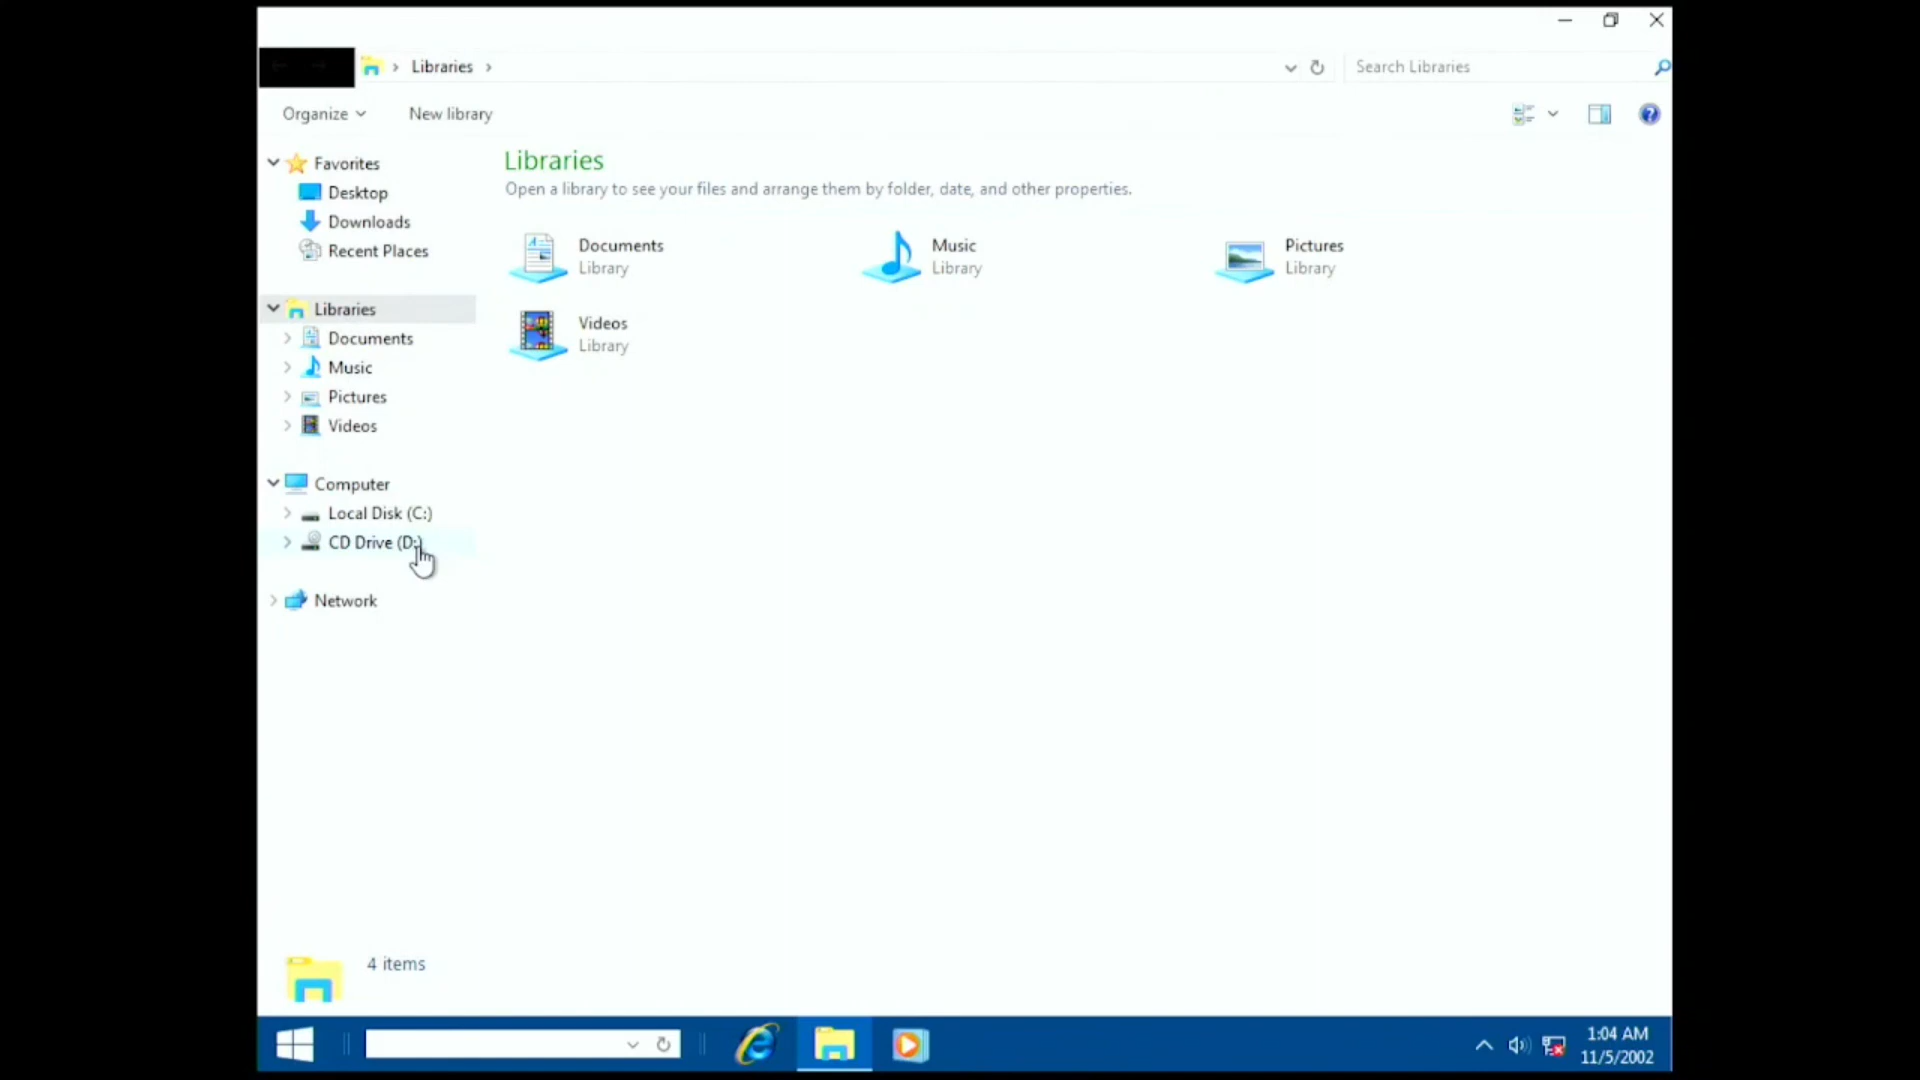 Libraries
Search Libraries
Organize
New library
Favorites
Desktop
Downloads
Recent Places
Libraries
Documents
Music
Pictures
Videos
Computer
Local Disk (C:)
CD Drive (D:)
Network
Libraries
Open a library to see your files and arrange them by folder, date, and other properties.
Documents
Library
Music
Library
Pictures
Library
Videos
Library
4 items
1:04 AM
11/5/2002